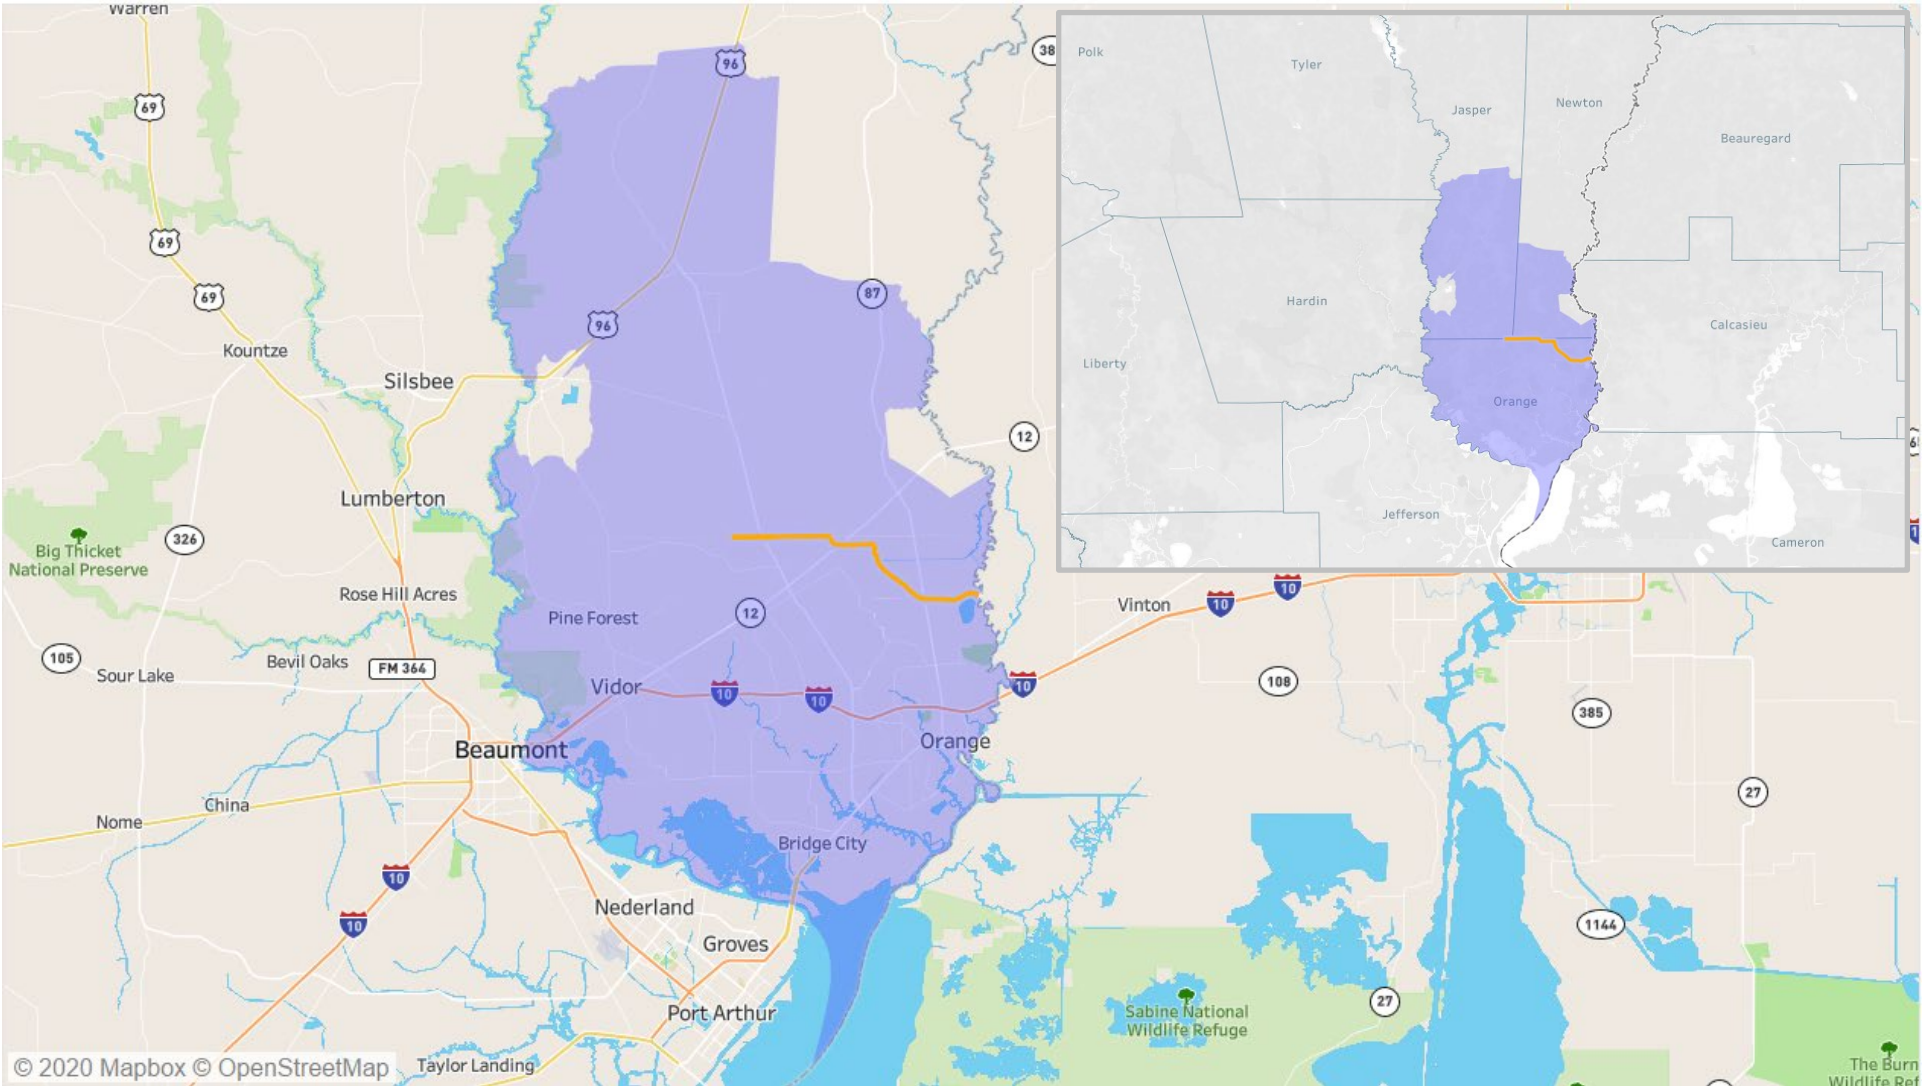 Warren
96
38
69
69
69
87
96
Kountze
Silsbee
12
Lumberton
326
Big Thicket
National Preserve
Rose Hill Acres
Pine Forest
12
Vinton
10
10
105
Sour Lake
Bevil Oaks
FM 364
Vidor
10
10
10
108
385
Beaumont
Orange
27
China
Nome
Bridge City
10
10
Nederland
Groves
1144
Port Arthur
27
Sabine National
Wildlife Refuge
Taylor Landing
The Burn
Wildlife Ref
© 2020 Mapbox © OpenStreetMap
Polk
Tyler
Jasper
Newton
Beauregard
Hardin
Calcasieu
Liberty
Orange
Jefferson
Cameron